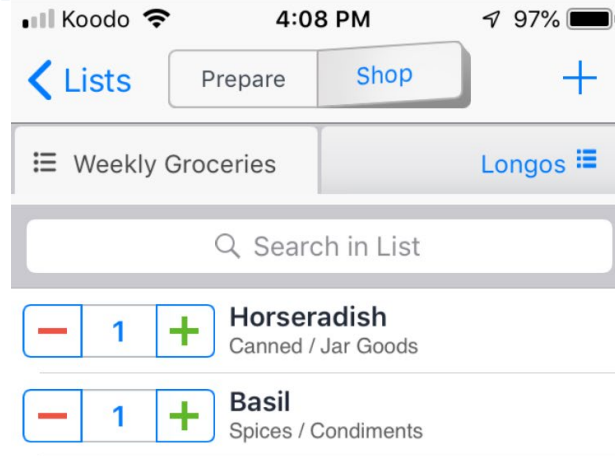 Koodo 4:08 PM 97%
Lists Prepare Shop
Weekly Groceries Longos
Search in List
1 Horseradish
Canned / Jar Goods
1 Basil
Spices / Condiments